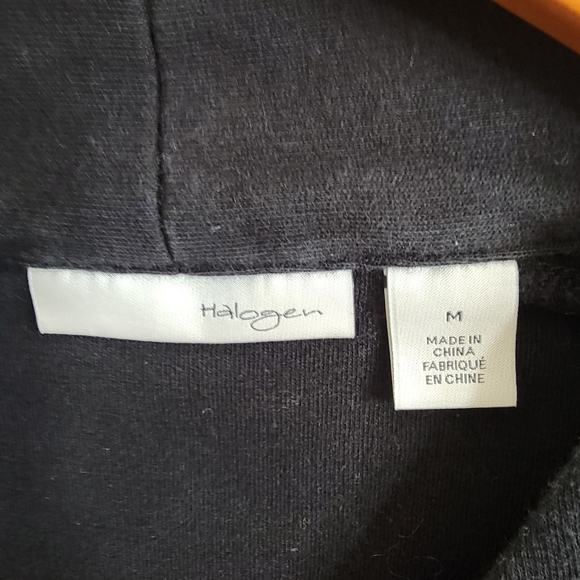 Halogen
M
MADE IN
CHINA
FABRIQUÉ
EN CHINE